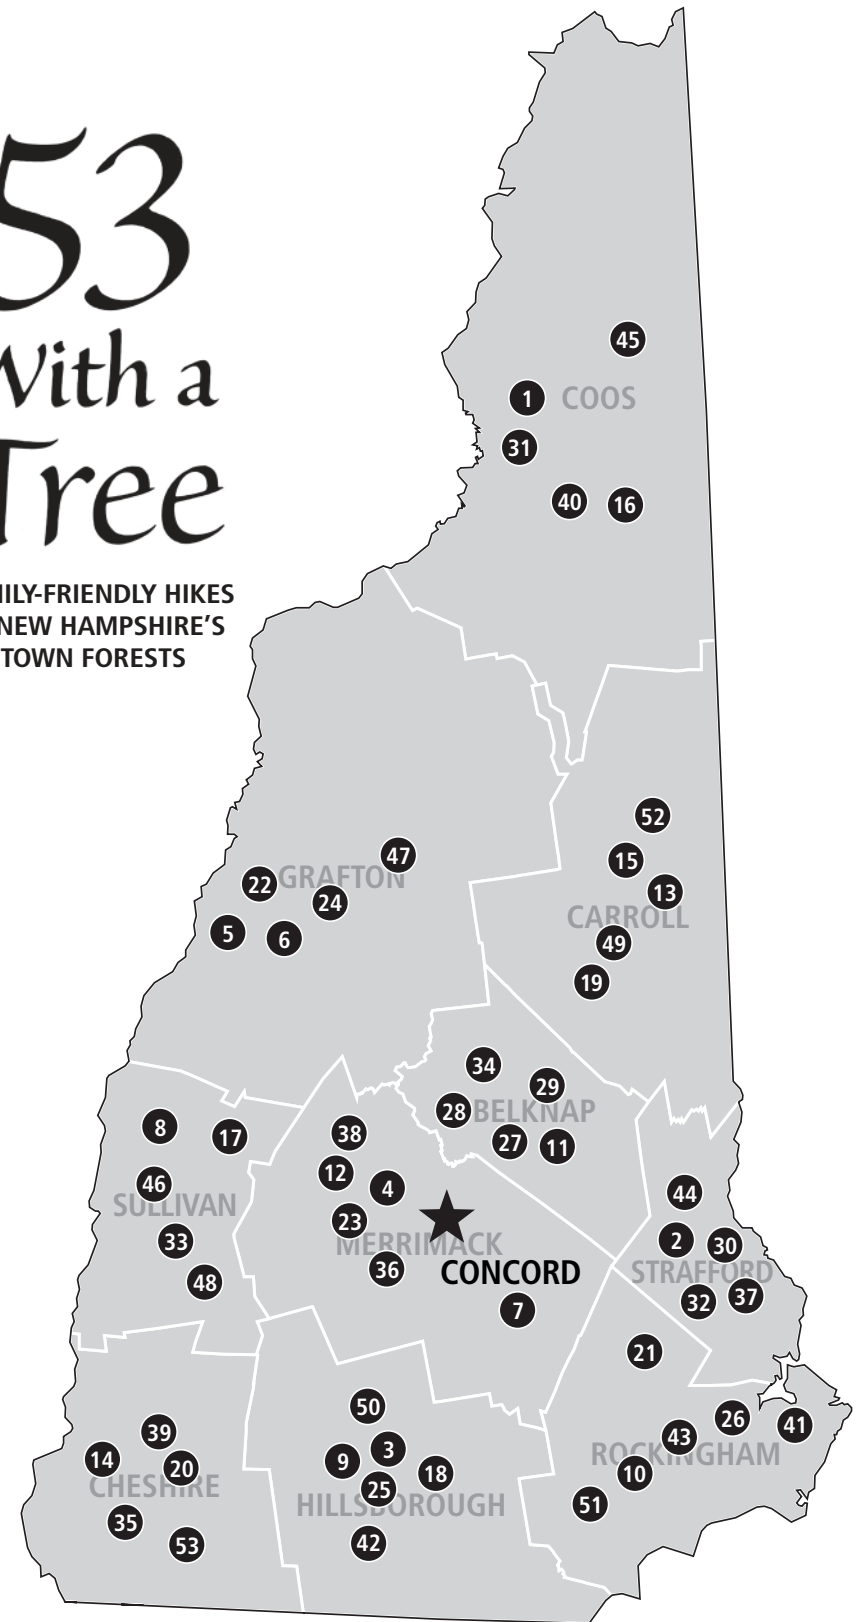 53
With a
Tree
ILY-FRIENDLY HIKES
NEW HAMPSHIRE'S
TOWN FORESTS
45
1 COOS
31
40 16
52
47 15
22 GRAFTON 13
24 CARROLL
5 6 49
19
34
29
28 BELKNAP
27 11
8 17 38
12
46 4 44
SULLIVAN 23
33 MERRIMACK 2 30
36 CONCORD STRAFFORD
48 32 37
7
21
50
39 26 41
14 20 9 3 43
CHESHIRE 25 18 ROCKINGHAM
10
HILLSBOROUGH 51
35
53 42